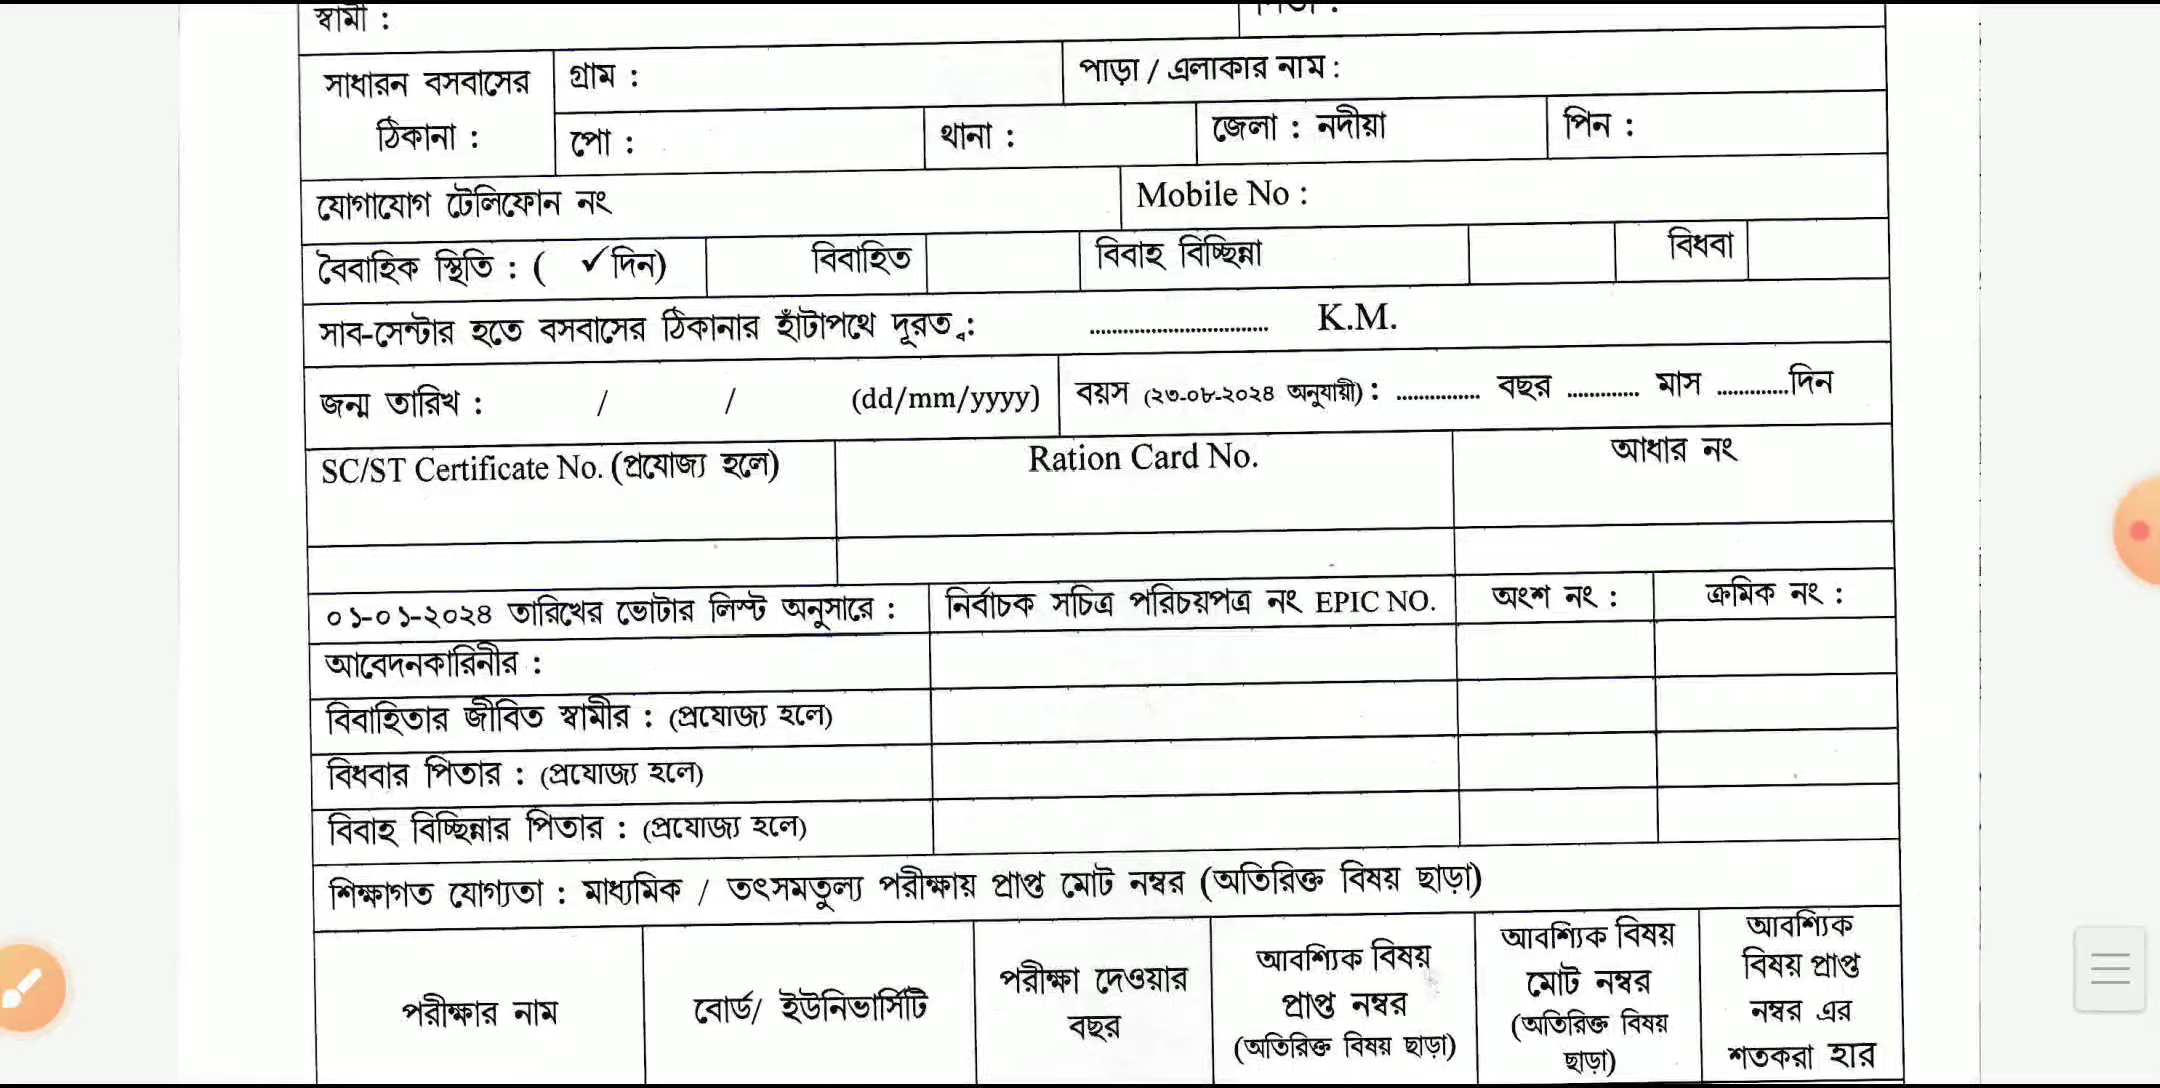 স্বামী :
সাধারন বসবাসের ঠিকানা :
গ্রাম :
পাড়া / এলাকার নাম :
পো :
থানা :
জেলা : নদীয়া
পিন :
যোগাযোগ টেলিফোন নং
Mobile No :
বৈবাহিক স্থিতি : ( ✓দিন)
বিবাহিত
বিবাহ বিচ্ছিন্না
বিধবা
সাব-সেন্টার হতে বসবাসের ঠিকানার হাঁটাপথে দূরত্ব: ................................ K.M.
জন্ম তারিখ : / / (dd/mm/yyyy)
বয়স (২৩-০৮-২০২৪ অনুযায়ী) : ............... বছর ............. মাস .............দিন
SC/ST Certificate No. (প্রযোজ্য হলে)
Ration Card No.
আধার নং
০১-০১-২০২৪ তারিখের ভোটার লিস্ট অনুসারে :
নির্বাচক সচিত্র পরিচয়পত্র নং EPIC NO.
অংশ নং :
ক্রমিক নং :
আবেদনকারিনীর :
বিবাহিতার জীবিত স্বামীর : (প্রযোজ্য হলে)
বিধবার পিতার : (প্রযোজ্য হলে)
বিবাহ বিচ্ছিন্নার পিতার : (প্রযোজ্য হলে)
শিক্ষাগত যোগ্যতা : মাধ্যমিক / তৎসমতুল্য পরীক্ষায় প্রাপ্ত মোট নম্বর (অতিরিক্ত বিষয় ছাড়া)
পরীক্ষার নাম
বোর্ড/ ইউনিভার্সিটি
পরীক্ষা দেওয়ার
বছর
আবশ্যিক বিষয়
প্রাপ্ত নম্বর
(অতিরিক্ত বিষয় ছাড়া)
আবশ্যিক বিষয়
মোট নম্বর
(অতিরিক্ত বিষয়
ছাড়া)
আবশ্যিক
বিষয় প্রাপ্ত
নম্বর এর
শতকরা হার